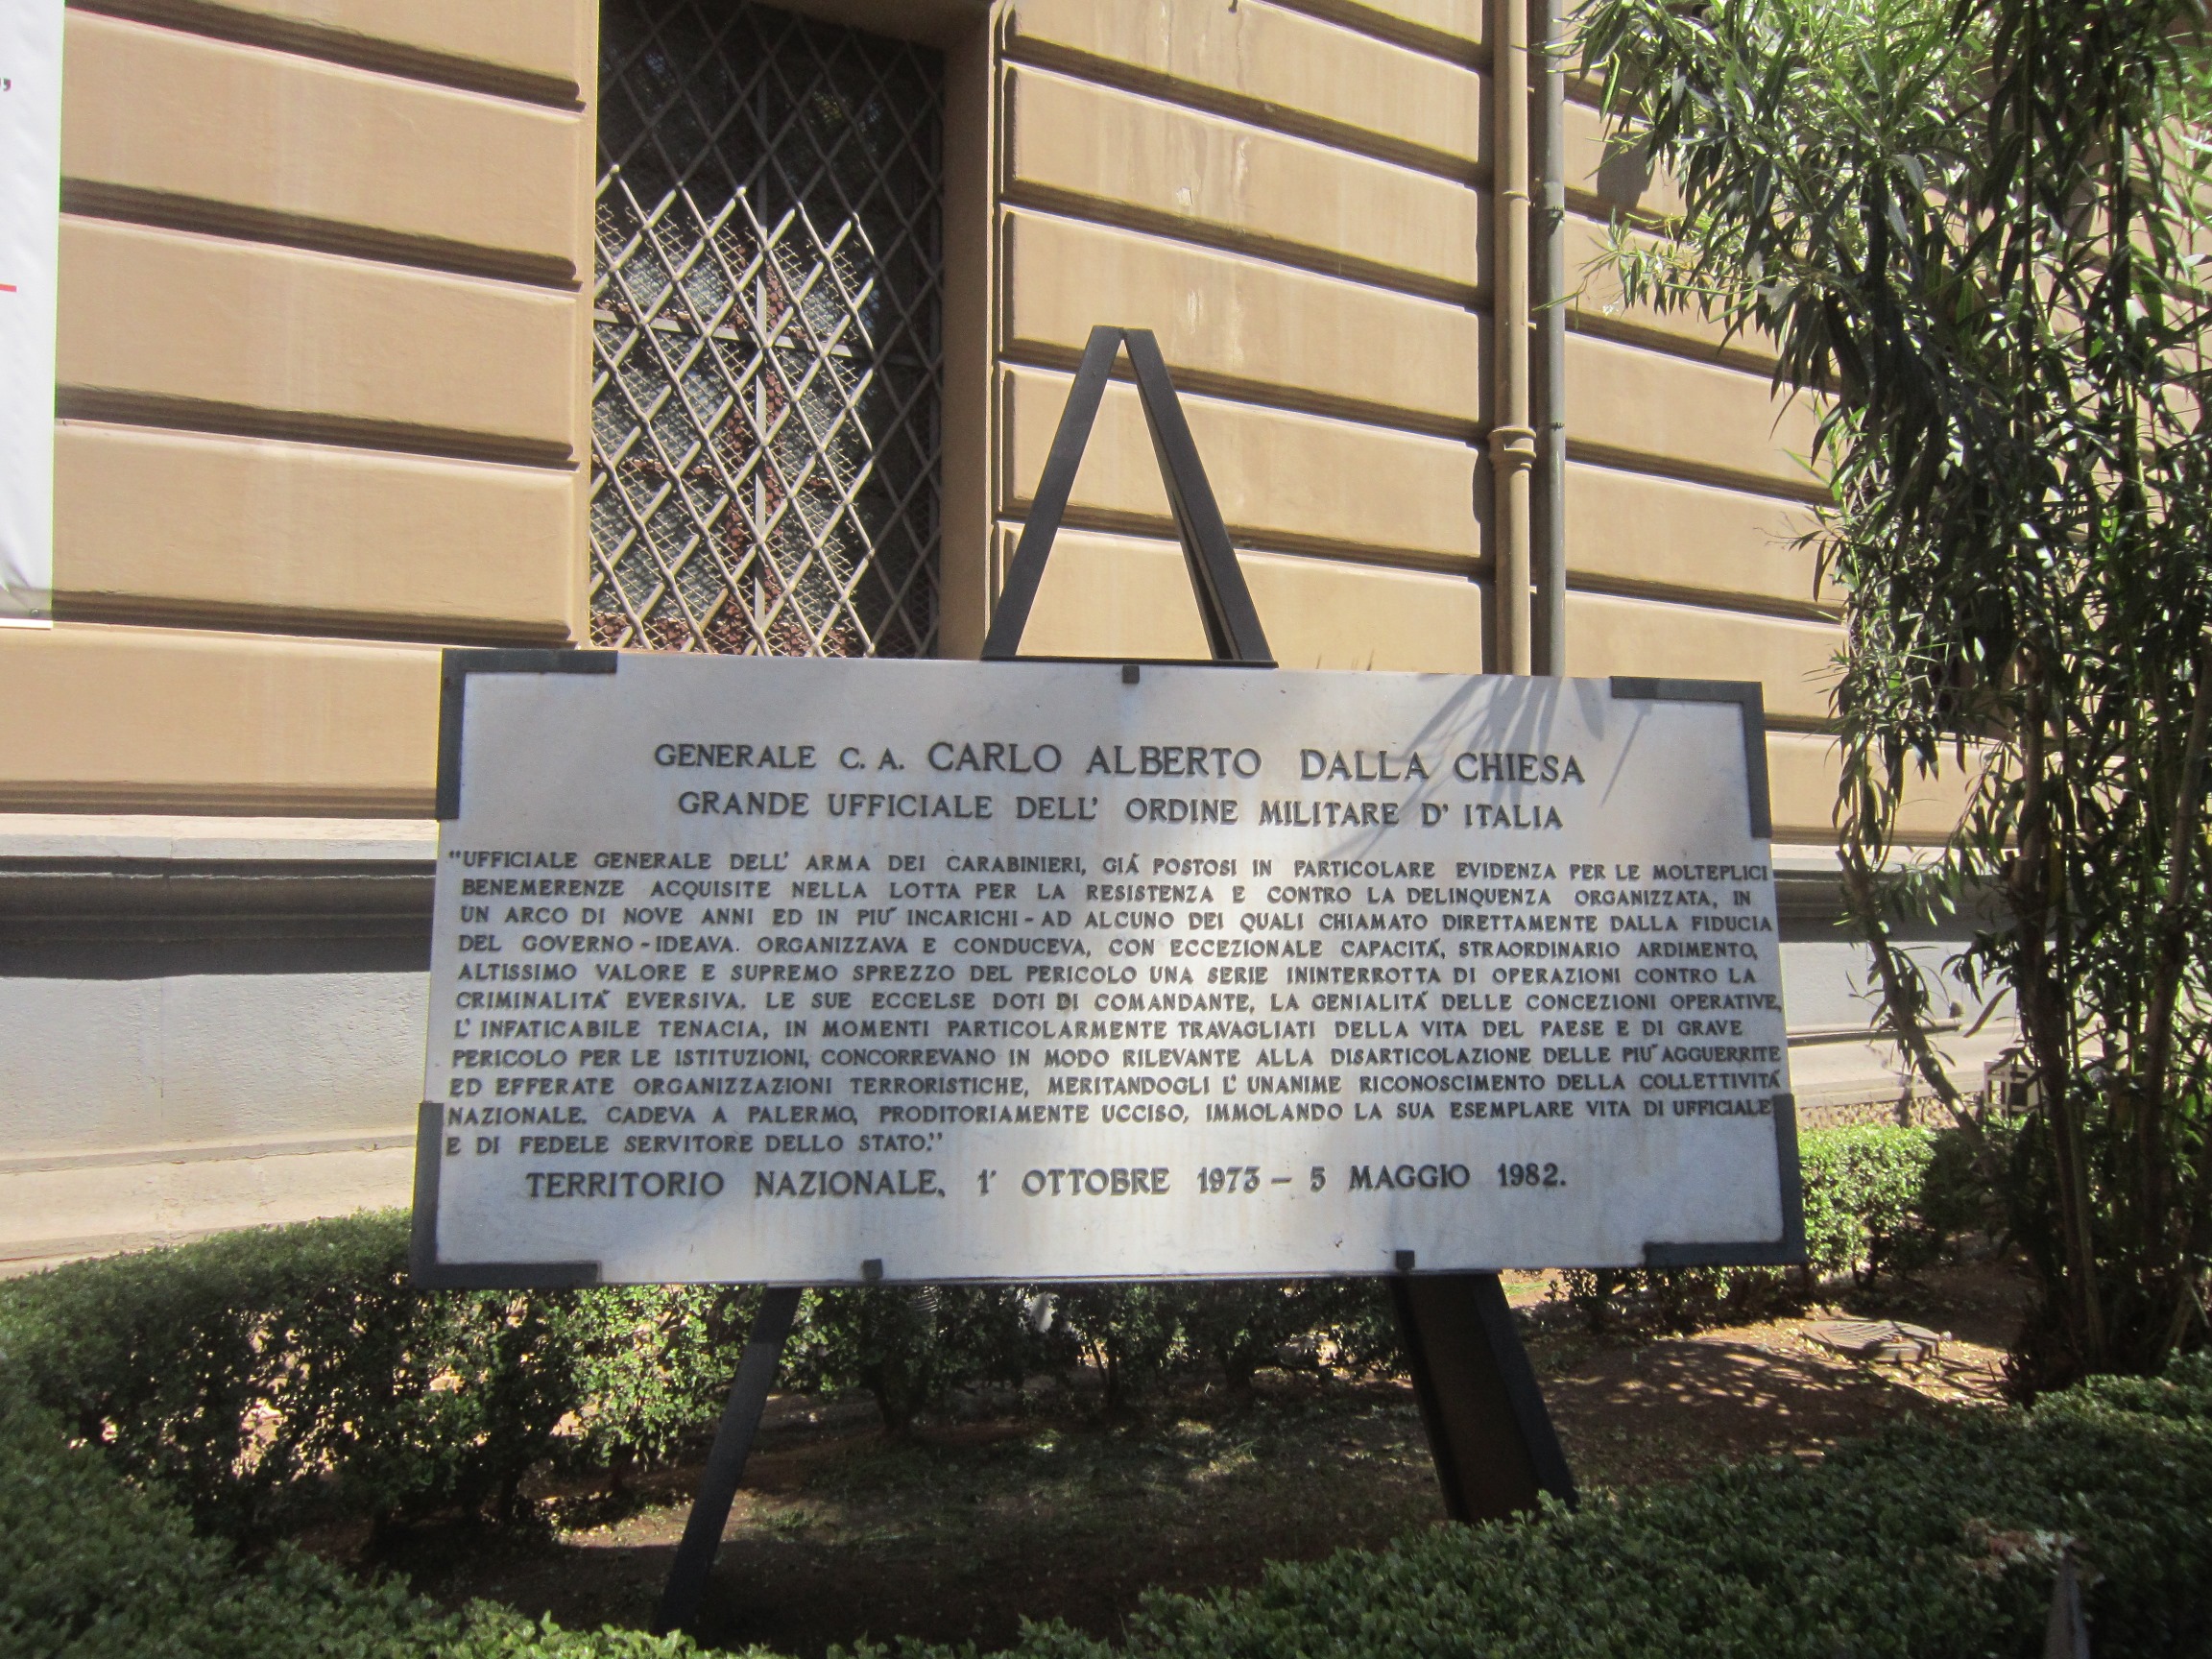 GENERALE C. A. CARLO ALBERTO DALLA CHIESA
GRANDE UFFICIALE DELL' ORDINE MILITARE D' ITALIA
"UFFICIALE GENERALE DELL' ARMA DEI CARABINIERI, GIÁ POSTOSI IN PARTICOLARE EVIDENZA PER LE MOLTEPLICI
BENEMERENZE ACQUISITE NELLA LOTTA PER LA RESISTENZA E CONTRO LA DELINQUENZA ORGANIZZATA, IN
UN ARCO DI NOVE ANNI ED IN PIU' INCARICHI - AD ALCUNO DEI QUALI CHIAMATO DIRETTAMENTE DALLA FIDUCIA
DEL GOVERNO - IDEAVA. ORGANIZZAVA E CONDUCEVA, CON ECCEZIONALE CAPACITÁ, STRAORDINARIO ARDIMENTO,
ALTISSIMO VALORE E SUPREMO SPREZZO DEL PERICOLO UNA SERIE ININTERROTTA DI OPERAZIONI CONTRO LA
CRIMINALITÁ EVERSIVA. LE SUE ECCELSE DOTI DI COMANDANTE, LA GENIALITÁ DELLE CONCEZIONI OPERATIVE,
L' INFATICABILE TENACIA, IN MOMENTI PARTICOLARMENTE TRAVAGLIATI DELLA VITA DEL PAESE E DI GRAVE
PERICOLO PER LE ISTITUZIONI, CONCORREVANO IN MODO RILEVANTE ALLA DISARTICOLAZIONE DELLE PIU' AGGUERRITE
ED EFFERATE ORGANIZZAZIONI TERRORISTICHE, MERITANDOGLI L' UNANIME RICONOSCIMENTO DELLA COLLETTIVITÁ
NAZIONALE. CADEVA A PALERMO, PRODITORIAMENTE UCCISO, IMMOLANDO LA SUA ESEMPLARE VITA DI UFFICIALE
E DI FEDELE SERVITORE DELLO STATO."
TERRITORIO NAZIONALE, 1' OTTOBRE 1973 - 5 MAGGIO 1982.